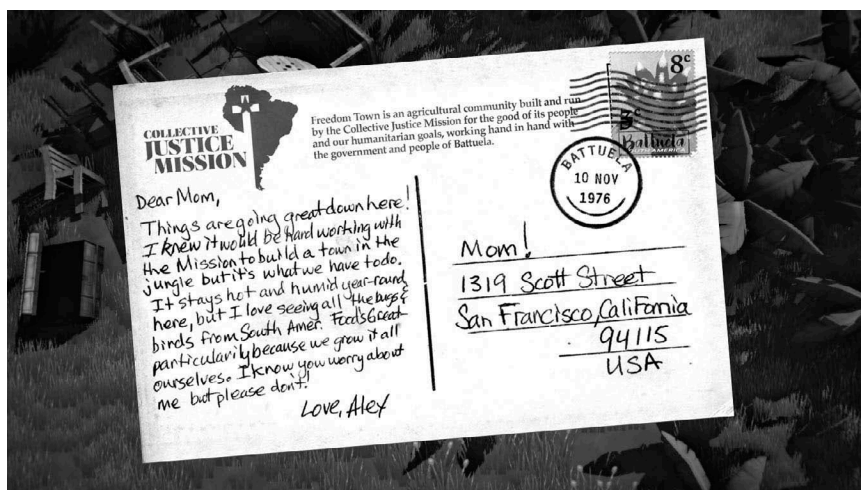 COLLECTIVE
JUSTICE
MISSION
Freedom Town is an agricultural community built and run
by the Collective Justice Mission for the good of its people
and our humanitarian goals, working hand in hand with
the government and people of Battuela.
8c
3c
Battuela
SOUTH AMERICA
BATTUELA
10 NOV
1976
Dear Mom,
Things are going great down here!
I knew it would be hard working with
the Mission to build a town in the
jungle but it's what we have to do.
It stays hot and humid year-round
here, but I love seeing all the bugs &
birds from South Amer. Food's Great
particularily because we grow it all
ourselves. I know you worry about
me but please don't!
Love, Alex
Mom!
1319 Scott Street
San Francisco, California
94115
USA